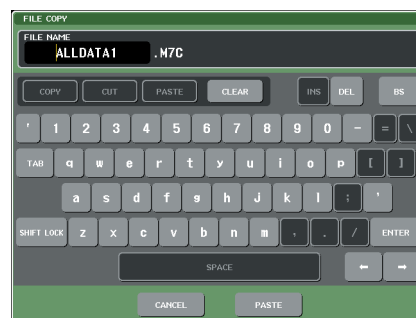 FILE COPY
FILE NAME
ALLDATA1 .M7C
COPY CUT PASTE CLEAR INS DEL BS
' 1 2 3 4 5 6 7 8 9 0 - = \
TAB q w e r t y u i o p [ ]
a s d f g h j k l ; '
SHIFT LOCK z x c v b n m , . / ENTER
SPACE ← →
CANCEL PASTE